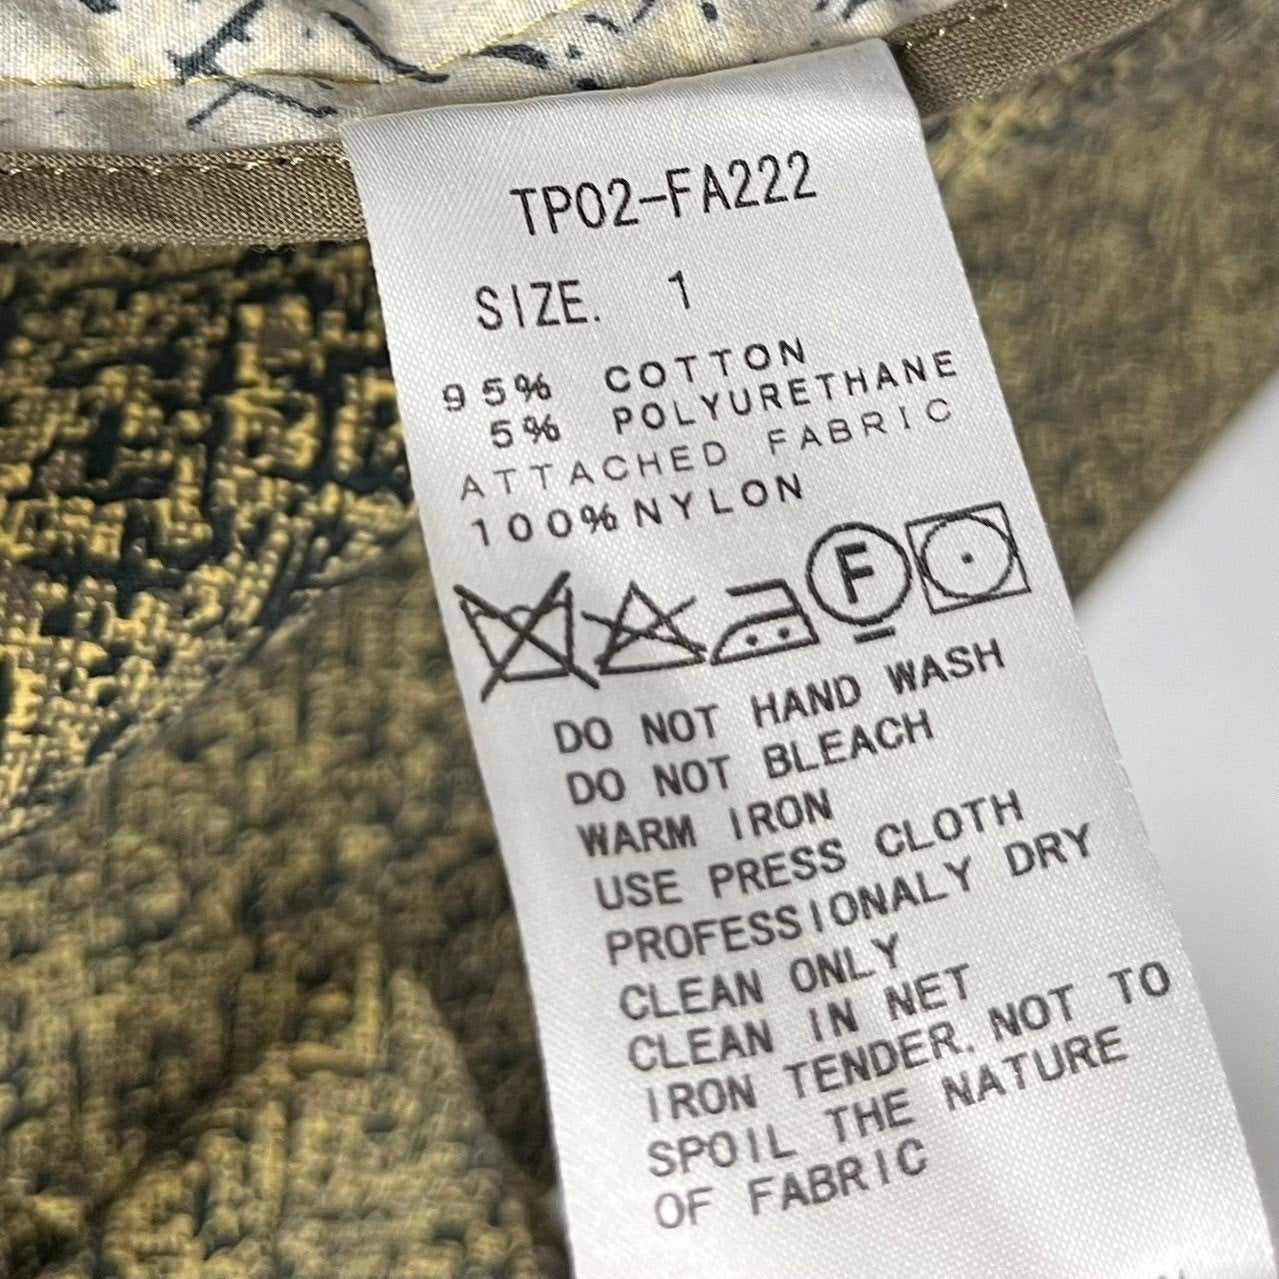 TP02-FA222
SIZE. 1
95% COTTON
5% POLYURETHANE
ATTACHED FABRIC
100%NYLON
F
DO NOT HAND WASH
DO NOT BLEACH
WARM IRON
USE PRESS CLOTH
PROFESSIONALY DRY
CLEAN ONLY
CLEAN IN NET
IRON TENDER. NOT TO
SPOIL THE NATURE
OF FABRIC